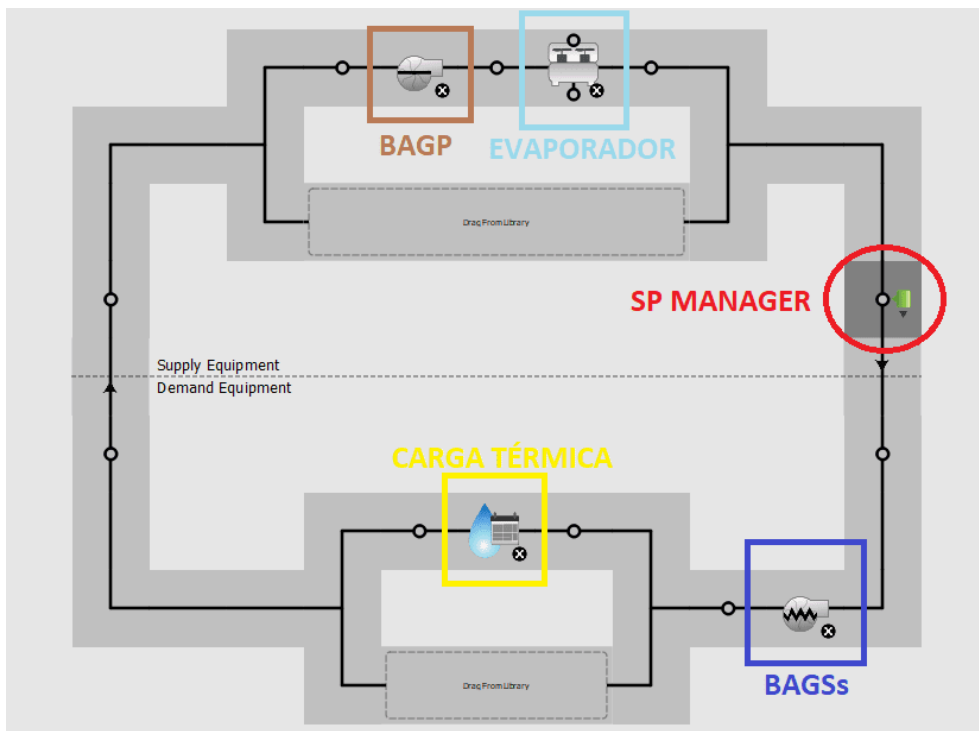 BAGP
EVAPORADOR
Drag From Library
SP MANAGER
Supply Equipment
Demand Equipment
CARGA TÉRMICA
Drag From Library
BAGSs